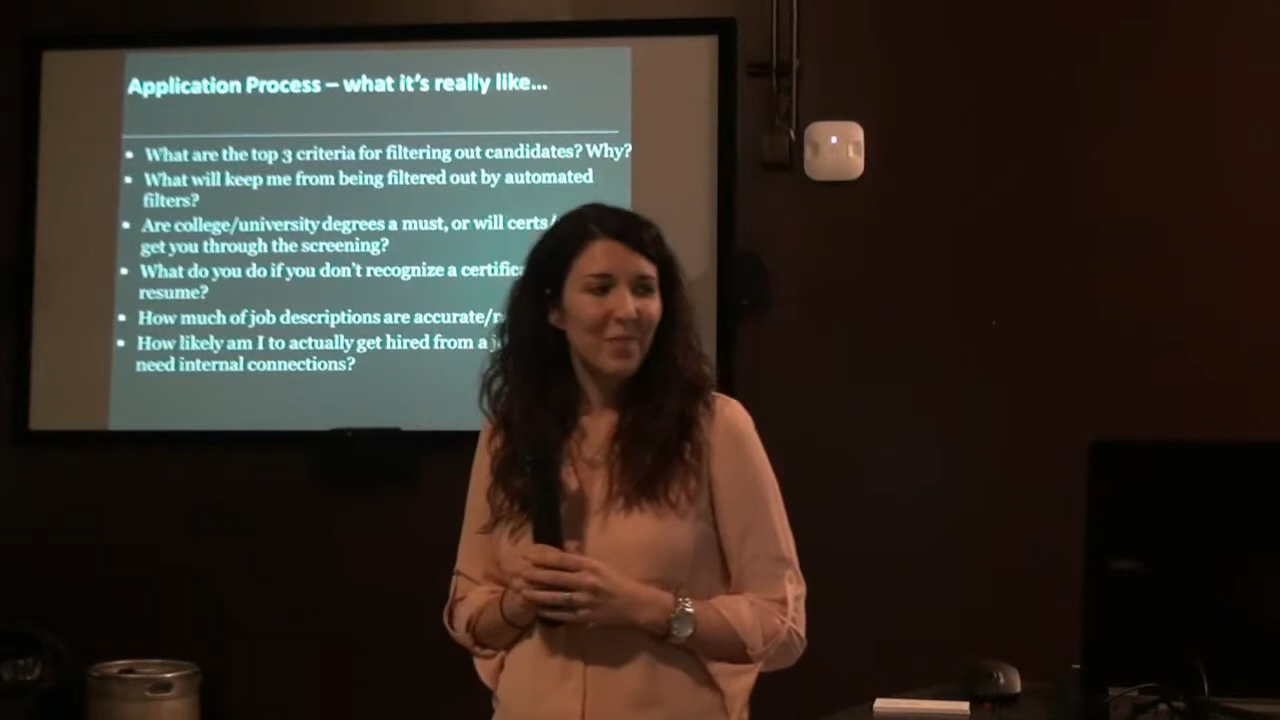 Application Process – what it's really like...
• What are the top 3 criteria for filtering out candidates? Why?
• What will keep me from being filtered out by automated
filters?
• Are college/university degrees a must, or will certs/
get you through the screening?
• What do you do if you don't recognize a
resume?
• How much of job descriptions are accurate/
• How likely am I to actually get hired from a
need internal connections?